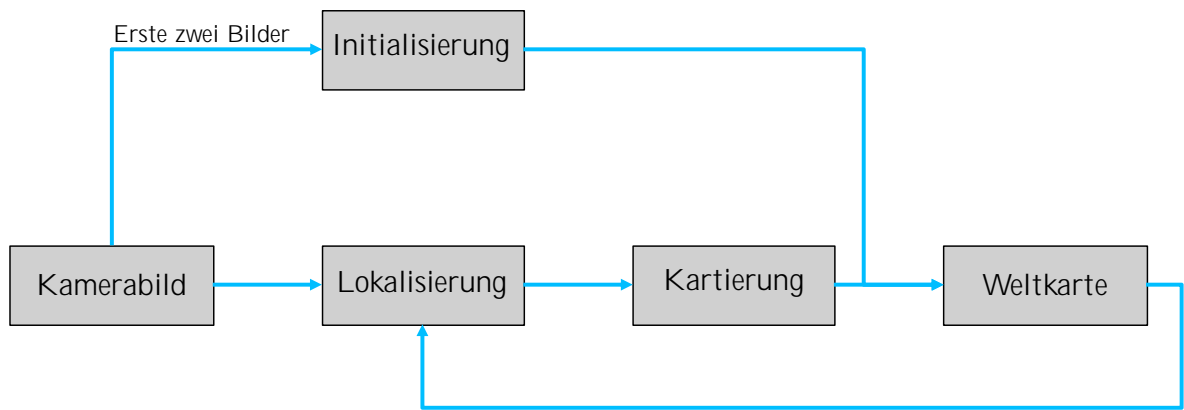 Erste zwei Bilder
Initialisierung
Kamerabild
Lokalisierung
Kartierung
Weltkarte